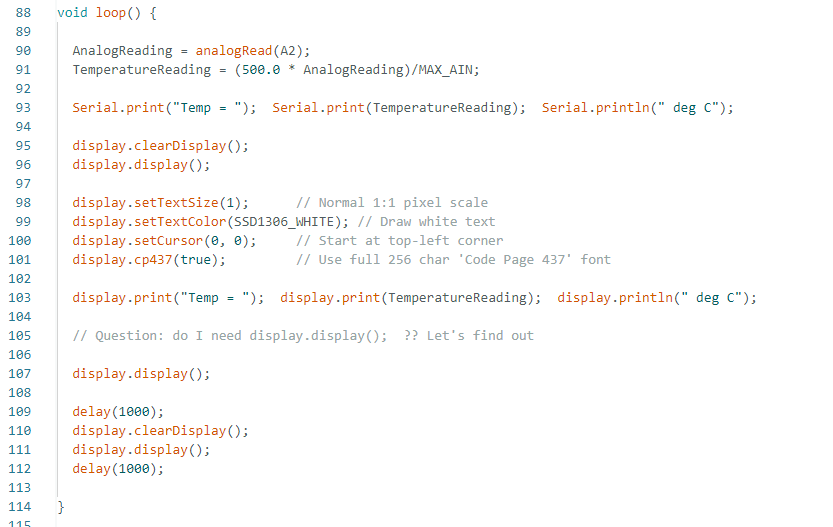 88 void loop() {
89
90 AnalogReading = analogRead(A2);
91 TemperatureReading = (500.0 * AnalogReading)/MAX_AIN;
92
93 Serial.print("Temp = ");  Serial.print(TemperatureReading);  Serial.println(" deg C");
94
95 display.clearDisplay();
96 display.display();
97
98 display.setTextSize(1);      // Normal 1:1 pixel scale
99 display.setTextColor(SSD1306_WHITE); // Draw white text
100 display.setCursor(0, 0);     // Start at top-left corner
101 display.cp437(true);         // Use full 256 char 'Code Page 437' font
102
103 display.print("Temp = ");  display.print(TemperatureReading);  display.println(" deg C");
104
105 // Question: do I need display.display();  ?? Let's find out
106
107 display.display();
108
109 delay(1000);
110 display.clearDisplay();
111 display.display();
112 delay(1000);
113
114 }
115